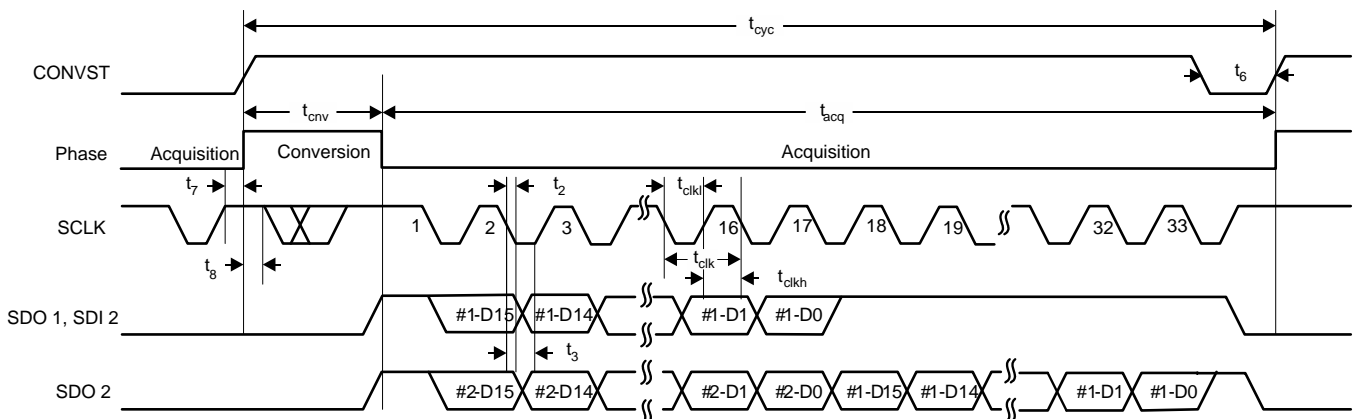 tcyc
CONVST
t6
tcnv
tacq
Phase
Acquisition
Conversion
Acquisition
t7
t2
tclkl
SCLK
1
2
3
16
17
18
19
32
33
t8
tclk
tclkh
SDO 1, SDI 2
#1-D15
#1-D14
#1-D1
#1-D0
t3
SDO 2
#2-D15
#2-D14
#2-D1
#2-D0
#1-D15
#1-D14
#1-D1
#1-D0